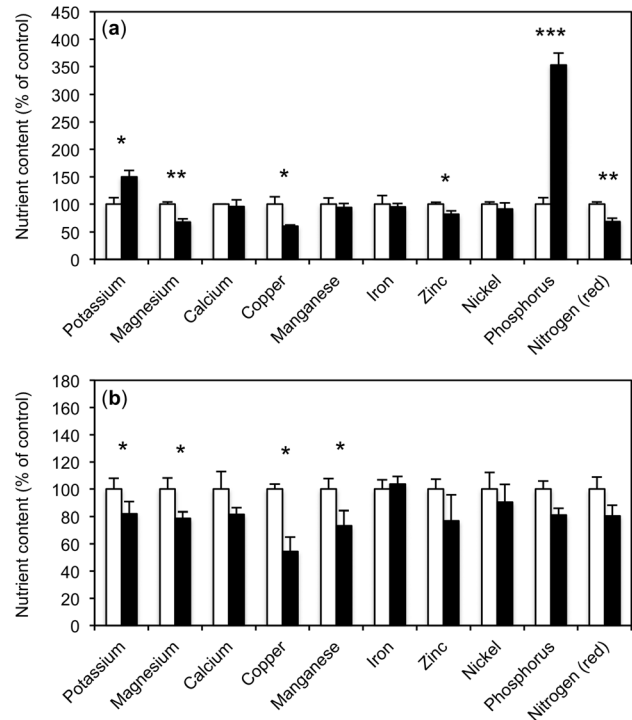 (a)
Nutrient content (% of control)
450
400
350
300
250
200
150
100
50
0
*
**
*
*
***
**
Potassium
Magnesium
Calcium
Copper
Manganese
Iron
Zinc
Nickel
Phosphorus
Nitrogen (red)
(b)
Nutrient content (% of control)
180
160
140
120
100
80
60
40
20
0
*
*
*
*
Potassium
Magnesium
Calcium
Copper
Manganese
Iron
Zinc
Nickel
Phosphorus
Nitrogen (red)